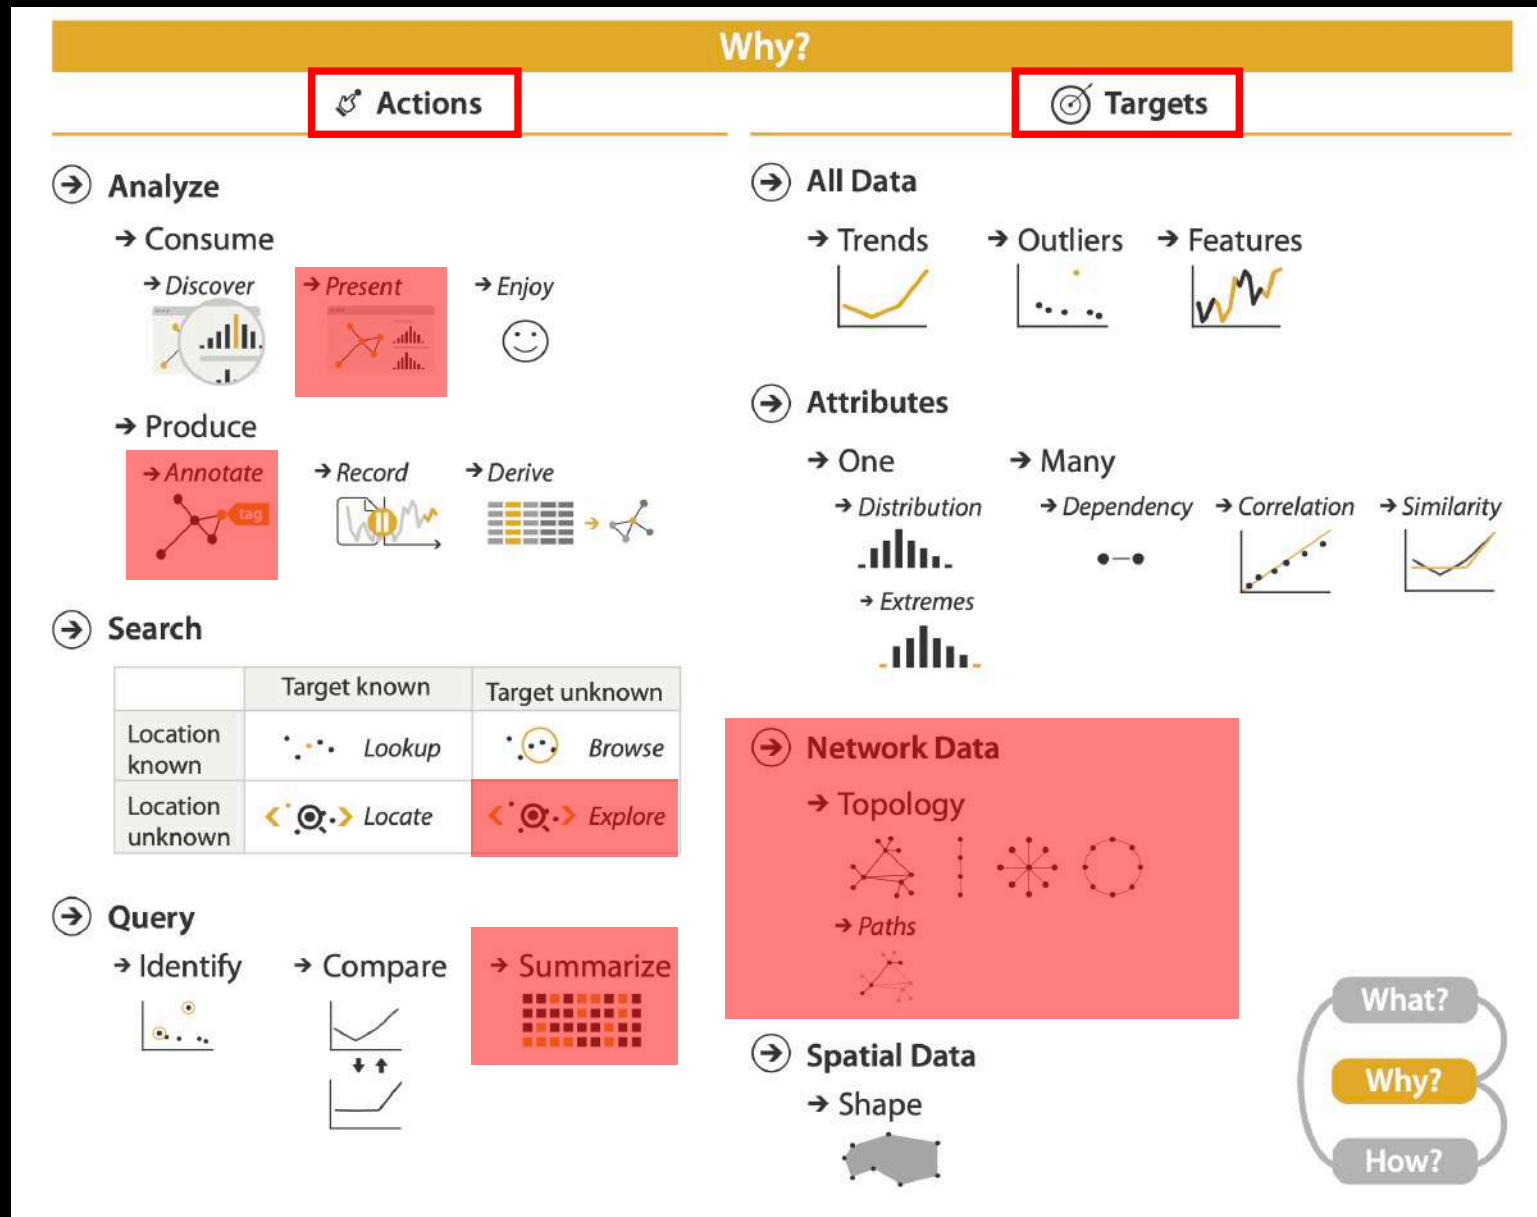 Why?
Actions
Analyze
→ Consume
→ Discover → Present → Enjoy
→ Produce
→ Annotate → Record → Derive
tag
Search
Target known Target unknown
Location known Lookup Browse
Location unknown Locate Explore
Query
→ Identify → Compare → Summarize
Targets
All Data
→ Trends → Outliers → Features
Attributes
→ One → Many
→ Distribution → Dependency → Correlation → Similarity
→ Extremes
Network Data
→ Topology
→ Paths
Spatial Data
→ Shape
What?
Why?
How?